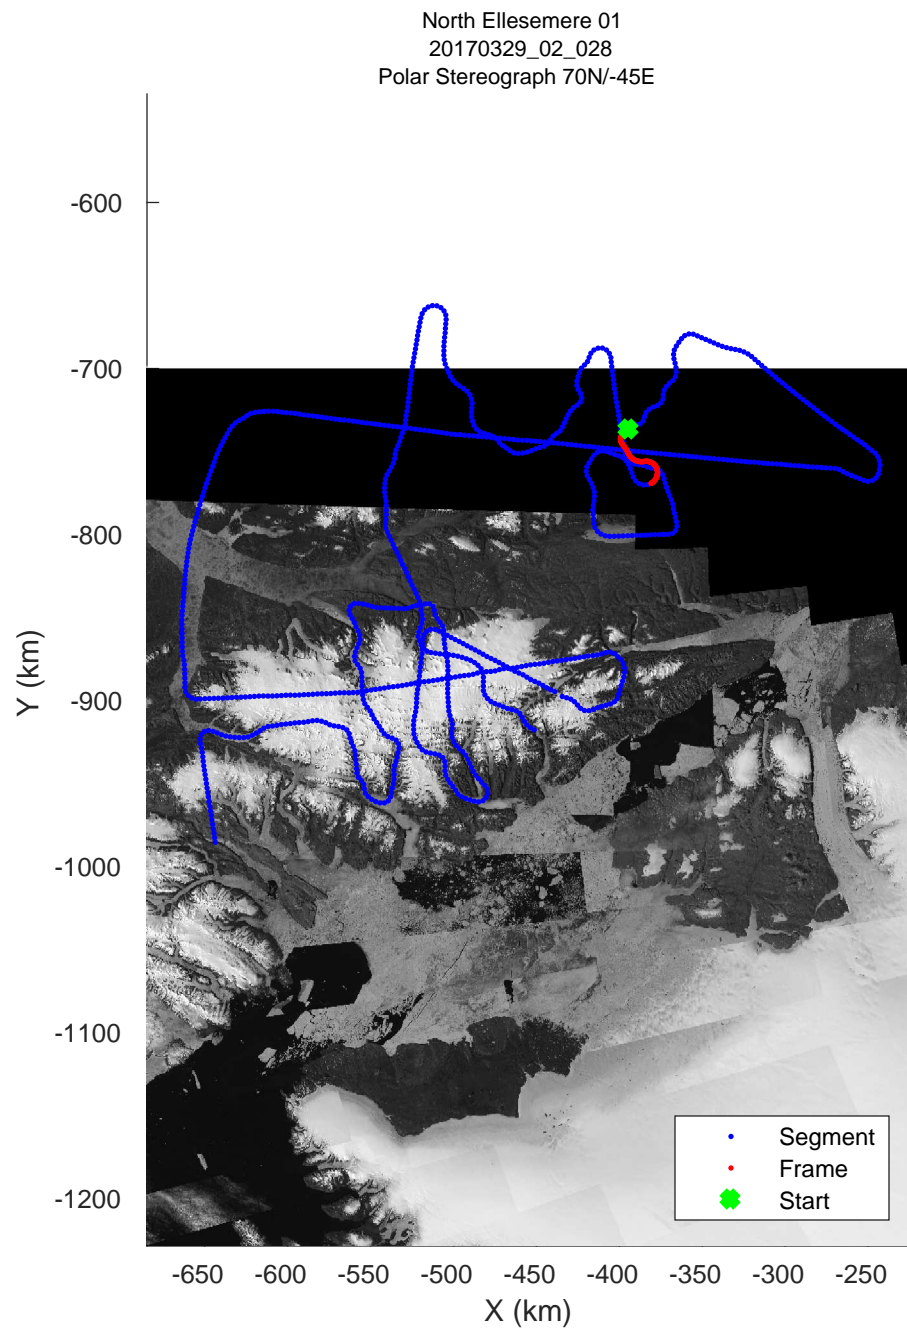 North Ellesemere 01
20170329_02_028
Polar Stereograph 70N/-45E
-600
-700
-800
-900
-1000
-1100
-1200
Y (km)
Segment
Frame
Start
-650 -600 -550 -500 -450 -400 -350 -300 -250
X (km)